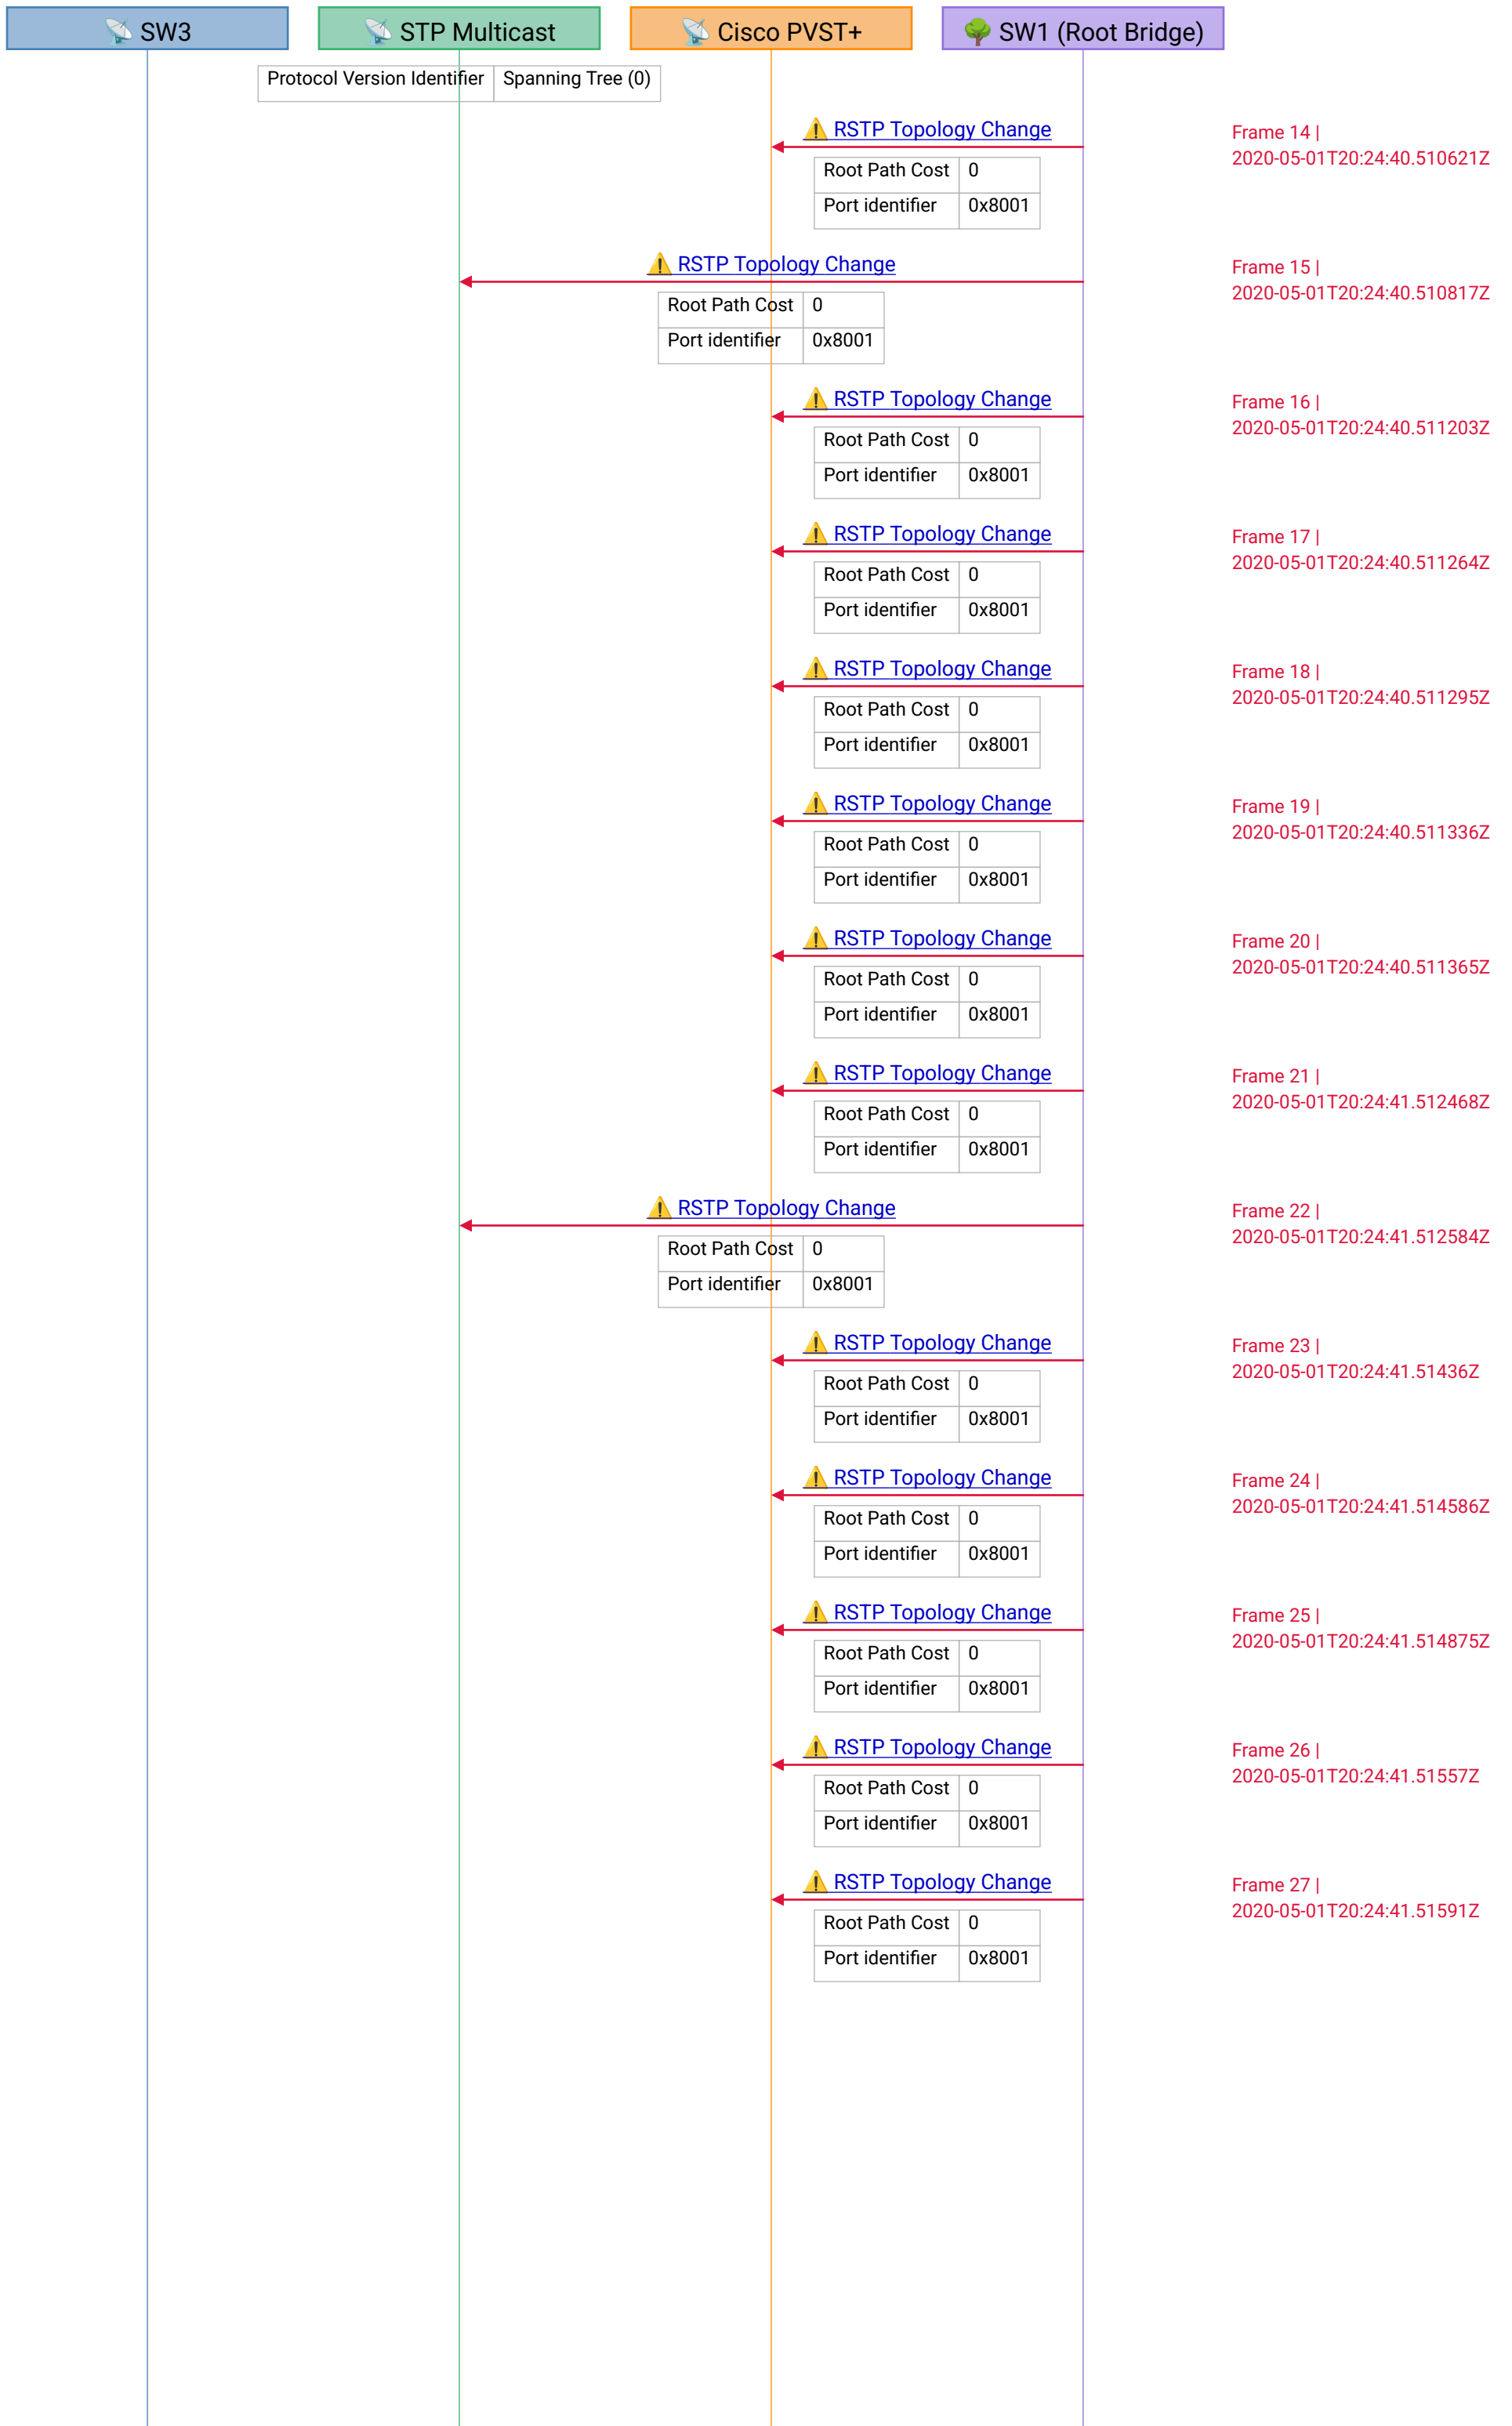 📡 SW3
📡 STP Multicast
📡 Cisco PVST+
🌳 SW1 (Root Bridge)
Protocol Version Identifier Spanning Tree (0)
⚠️ RSTP Topology Change
Frame 14 |
2020-05-01T20:24:40.510621Z
Root Path Cost 0
Port identifier 0x8001
⚠️ RSTP Topology Change
Frame 15 |
2020-05-01T20:24:40.510817Z
Root Path Cost 0
Port identifier 0x8001
⚠️ RSTP Topology Change
Frame 16 |
2020-05-01T20:24:40.511203Z
Root Path Cost 0
Port identifier 0x8001
⚠️ RSTP Topology Change
Frame 17 |
2020-05-01T20:24:40.511264Z
Root Path Cost 0
Port identifier 0x8001
⚠️ RSTP Topology Change
Frame 18 |
2020-05-01T20:24:40.511295Z
Root Path Cost 0
Port identifier 0x8001
⚠️ RSTP Topology Change
Frame 19 |
2020-05-01T20:24:40.511336Z
Root Path Cost 0
Port identifier 0x8001
⚠️ RSTP Topology Change
Frame 20 |
2020-05-01T20:24:40.511365Z
Root Path Cost 0
Port identifier 0x8001
⚠️ RSTP Topology Change
Frame 21 |
2020-05-01T20:24:41.512468Z
Root Path Cost 0
Port identifier 0x8001
⚠️ RSTP Topology Change
Frame 22 |
2020-05-01T20:24:41.512584Z
Root Path Cost 0
Port identifier 0x8001
⚠️ RSTP Topology Change
Frame 23 |
2020-05-01T20:24:41.51436Z
Root Path Cost 0
Port identifier 0x8001
⚠️ RSTP Topology Change
Frame 24 |
2020-05-01T20:24:41.514586Z
Root Path Cost 0
Port identifier 0x8001
⚠️ RSTP Topology Change
Frame 25 |
2020-05-01T20:24:41.514875Z
Root Path Cost 0
Port identifier 0x8001
⚠️ RSTP Topology Change
Frame 26 |
2020-05-01T20:24:41.51557Z
Root Path Cost 0
Port identifier 0x8001
⚠️ RSTP Topology Change
Frame 27 |
2020-05-01T20:24:41.51591Z
Root Path Cost 0
Port identifier 0x8001